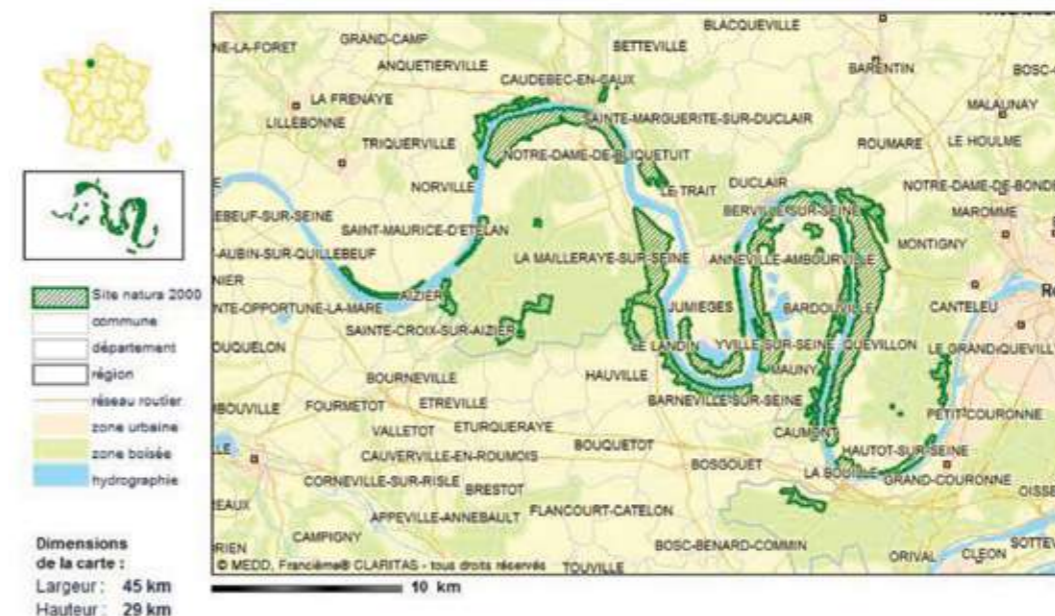 BLACQUEVILLE
NE-LA-FORET
GRAND-CAMP
BETTEVILLE
ANQUETIERVILLE
BARENTIN
BOSC-
CAUDEBEC-EN-CAUX
LA FRENAYE
MALAUNAY
LILLEBONNE
SAINTE-MARGUERITE-SUR-DUCLAIR
TRIQUERVILLE
ROUMARE
LE HOULME
NOTRE-DAME-DE-BLIQUETUIT
NORVILLE
LE TRAIT
DUCLAIR
NOTRE-DAME-DE-BONDE
EBEUF-SUR-SEINE
BERVILLE-SUR-SEINE
MAROMME
SAINT-MAURICE-D'ETELAN
MONTIGNY
-AUBIN-SUR-QUILLEBEUF
LA MAILLERAYE-SUR-SEINE
ANNEVILLE-AMBOURVILLE
NIER
AIZIER
NTE-OPPORTUNE-LA-MARE
JUMIEGES
BARDOUVILLE
CANTELEU
SAINTE-CROIX-SUR-AIZIER
OUQUELON
LE LANDIN
YVILLE-SUR-SEINE
QUEVILLON
LE GRAND-QUEVILL
BOURNEVILLE
HAUVILLE
MAUNY
IBOUVILLE
FOURMETOT
ETREVILLE
BARNEVILLE-SUR-SEINE
PETIT-COURONNE
VALLETOT
ETURQUERAYE
CAUMONT
CAUVERVILLE-EN-ROUMOIS
BOUQUETOT
HAUTOT-SUR-SEINE
BOSGOUET
LA BOUILLE
CORNEVILLE-SUR-RISLE
GRAND-COURONNE
BRESTOT
OISSE
REAUX
APPEVILLE-ANNEBAULT
FLANCOURT-CATELON
CAMPIGNY
SOTTEV
ORIEN
BOSC-BENARD-COMMIN
ORIVAL
CLEON
TOUVILLE
© MEDD, Francième® CLARITAS - tous droits réservés
10 km
Site natura 2000
commune
département
région
réseau routier
zone urbaine
zone boisée
hydrographie
Dimensions
de la carte :
Largeur : 45 km
Hauteur : 29 km